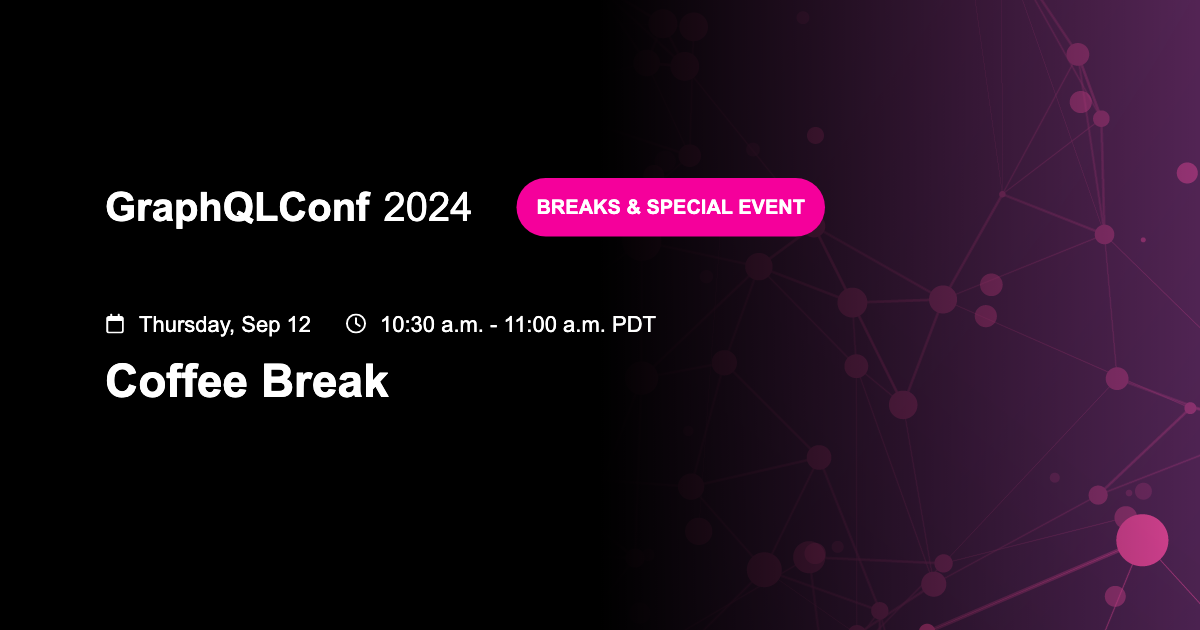 GraphQLConf 2024
BREAKS & SPECIAL EVENT
Thursday, Sep 12
10:30 a.m. - 11:00 a.m. PDT
Coffee Break